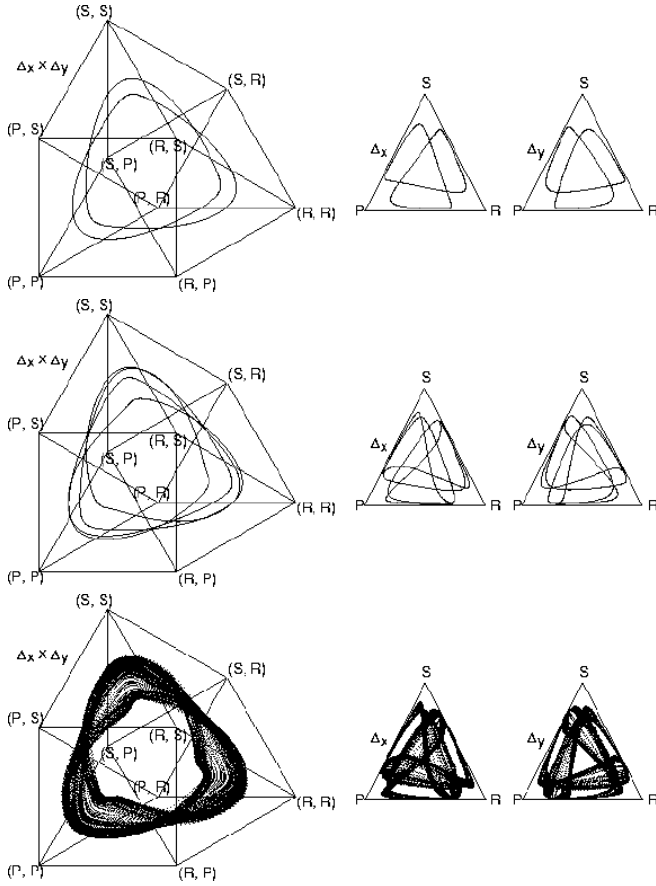 (S, S)
Δx × Δy
(S, R)
(P, S)
(R, S)
(S, P)
(P, R)
(R, R)
(P, P)
(R, P)
S
Δx
P
R
S
Δy
P
R
(S, S)
Δx × Δy
(S, R)
(P, S)
(R, S)
(S, P)
(P, R)
(R, R)
(P, P)
(R, P)
S
Δx
P
R
S
Δy
P
R
(S, S)
Δx × Δy
(S, R)
(P, S)
(R, S)
(S, P)
(P, R)
(R, R)
(P, P)
(R, P)
S
Δx
P
R
S
Δy
P
R